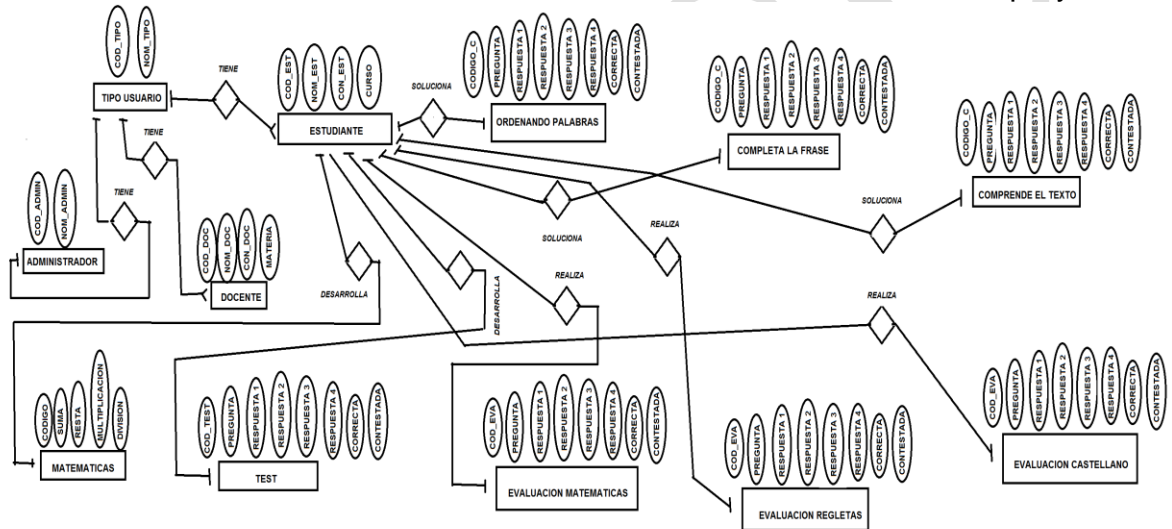 COD_TIPO
NOM_TIPO
TIPO USUARIO
TIENE
COD_EST
NOM_EST
CON_EST
CURSO
ESTUDIANTE
SOLUCIONA
CODIGO_C
PREGUNTA
RESPUESTA 1
RESPUESTA 2
RESPUESTA 3
RESPUESTA 4
CORRECTA
CONTESTADA
ORDENANDO PALABRAS
CODIGO_C
PREGUNTA
RESPUESTA 1
RESPUESTA 2
RESPUESTA 3
RESPUESTA 4
CORRECTA
CONTESTADA
COMPLETA LA FRASE
CODIGO_C
PREGUNTA
RESPUESTA 1
RESPUESTA 2
RESPUESTA 3
RESPUESTA 4
CORRECTA
CONTESTADA
COMPRENDE EL TEXTO
TIENE
TIENE
COD_ADMIN
NOM_ADMIN
ADMINISTRADOR
COD_DOC
NOM_DOC
CON_DOC
MATERIA
DOCENTE
DESARROLLA
DESARROLLA
REALIZA
SOLUCIONA
REALIZA
SOLUCIONA
REALIZA
CODIGO
SUMA
RESTA
MULTIPLICACION
DIVISION
MATEMATICAS
COD_TEST
PREGUNTA
RESPUESTA 1
RESPUESTA 2
RESPUESTA 3
RESPUESTA 4
CORRECTA
CONTESTADA
TEST
COD_EVA
PREGUNTA
RESPUESTA 1
RESPUESTA 2
RESPUESTA 3
RESPUESTA 4
CORRECTA
CONTESTADA
EVALUACION MATEMATICAS
COD_EVA
PREGUNTA
RESPUESTA 1
RESPUESTA 2
RESPUESTA 3
RESPUESTA 4
CORRECTA
CONTESTADA
EVALUACION REGLETAS
COD_EVA
PREGUNTA
RESPUESTA 1
RESPUESTA 2
RESPUESTA 3
RESPUESTA 4
CORRECTA
CONTESTADA
EVALUACION CASTELLANO